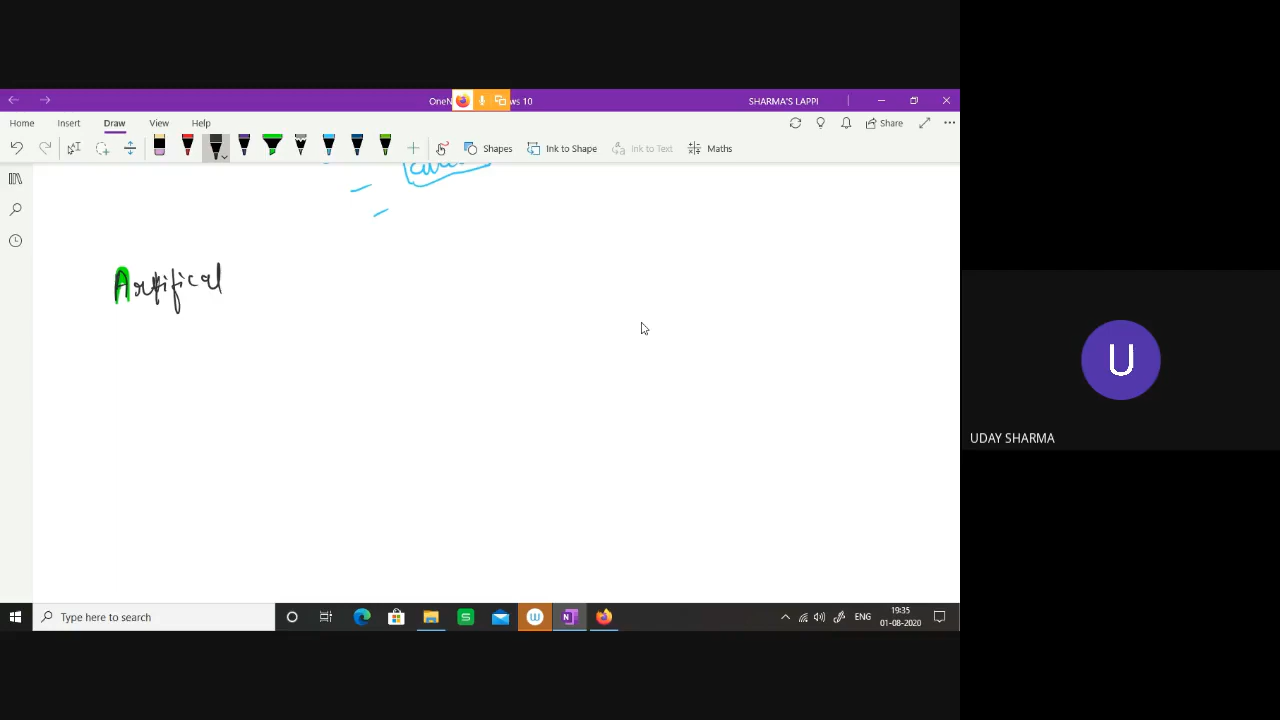 OneN
ws 10
SHARMA'S LAPPI
Home Insert Draw View Help
Share
Shapes
Ink to Shape
Ink to Text
Maths
Artifical
U
UDAY SHARMA
Type here to search
ENG
19:35
01-08-2020